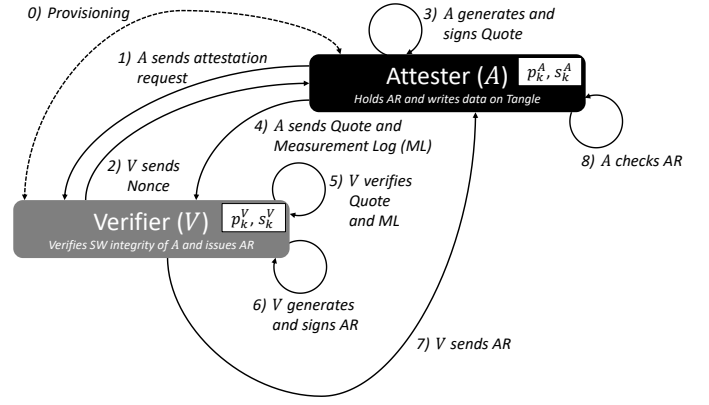 0) Provisioning
3) A generates and
signs Quote
1) A sends attestation
request
Attester (A)
p_k^A, s_k^A
Holds AR and writes data on Tangle
4) A sends Quote and
Measurement Log (ML)
8) A checks AR
2) V sends
Nonce
5) V verifies
Quote
and ML
Verifier (V)
p_k^V, s_k^V
Verifies SW integrity of A and issues AR
6) V generates
and signs AR
7) V sends AR